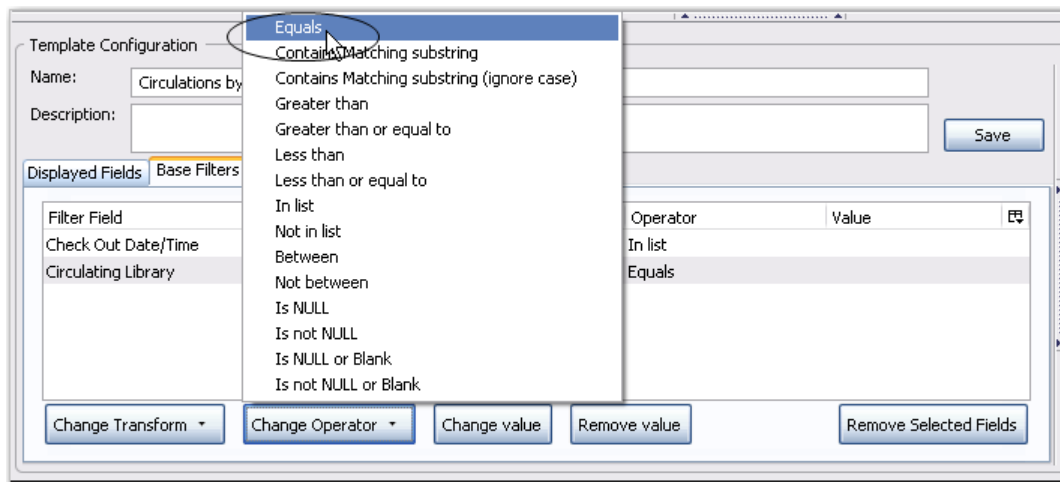 Template Configuration
Name:
Circulations by
Description:
Save
Displayed Fields
Base Filters
Filter Field
Operator
Value
Check Out Date/Time
In list
Circulating Library
Equals
Equals
Contains Matching substring
Contains Matching substring (ignore case)
Greater than
Greater than or equal to
Less than
Less than or equal to
In list
Not in list
Between
Not between
Is NULL
Is not NULL
Is NULL or Blank
Is not NULL or Blank
Change Transform
Change Operator
Change value
Remove value
Remove Selected Fields